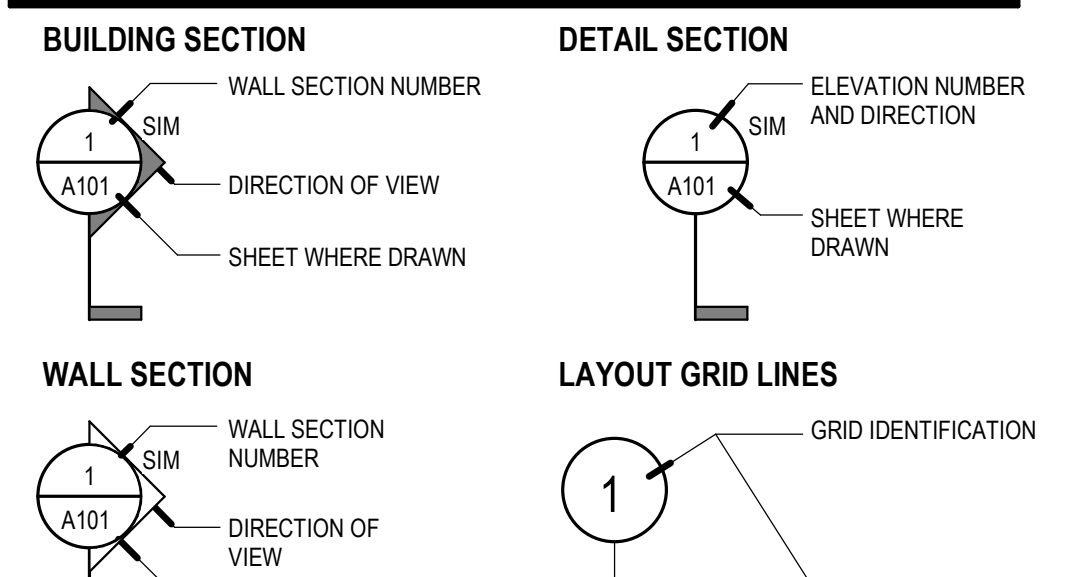 BUILDING SECTION
WALL SECTION NUMBER
SIM
1
A101
DIRECTION OF VIEW
SHEET WHERE DRAWN
DETAIL SECTION
ELEVATION NUMBER
AND DIRECTION
SIM
1
A101
SHEET WHERE
DRAWN
WALL SECTION
WALL SECTION
NUMBER
SIM
1
A101
DIRECTION OF
VIEW
LAYOUT GRID LINES
GRID IDENTIFICATION
1